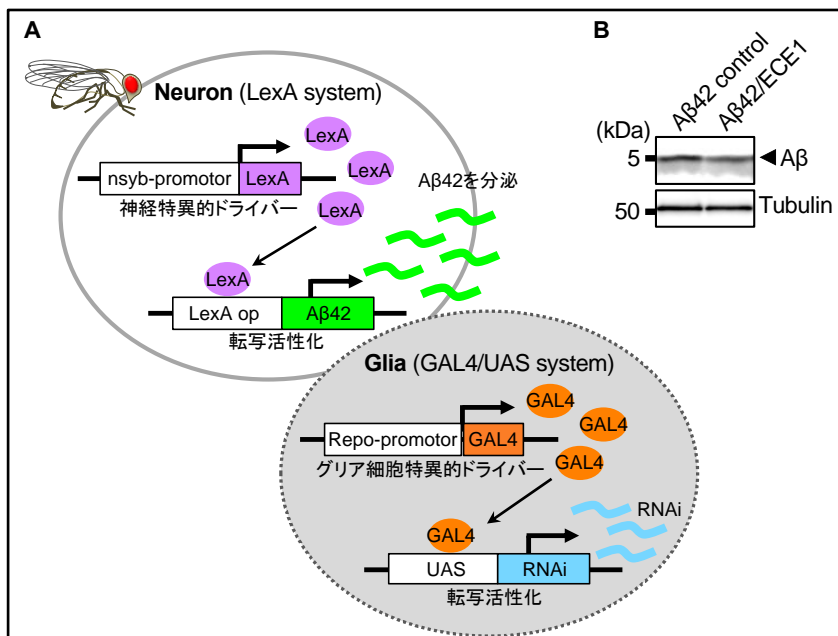 A
Neuron (LexA system)
LexA
LexA
LexA
nsyb-promotor LexA
神経特異的ドライバー
Aβ42を分泌
LexA
LexA op Aβ42
転写活性化
Glia (GAL4/UAS system)
GAL4
GAL4
GAL4
Repo-promotor GAL4
グリア細胞特異的ドライバー
RNAi
GAL4
UAS RNAi
転写活性化
B
Aβ42 control
Aβ42/ECE1
(kDa)
5 Aβ
50 Tubulin